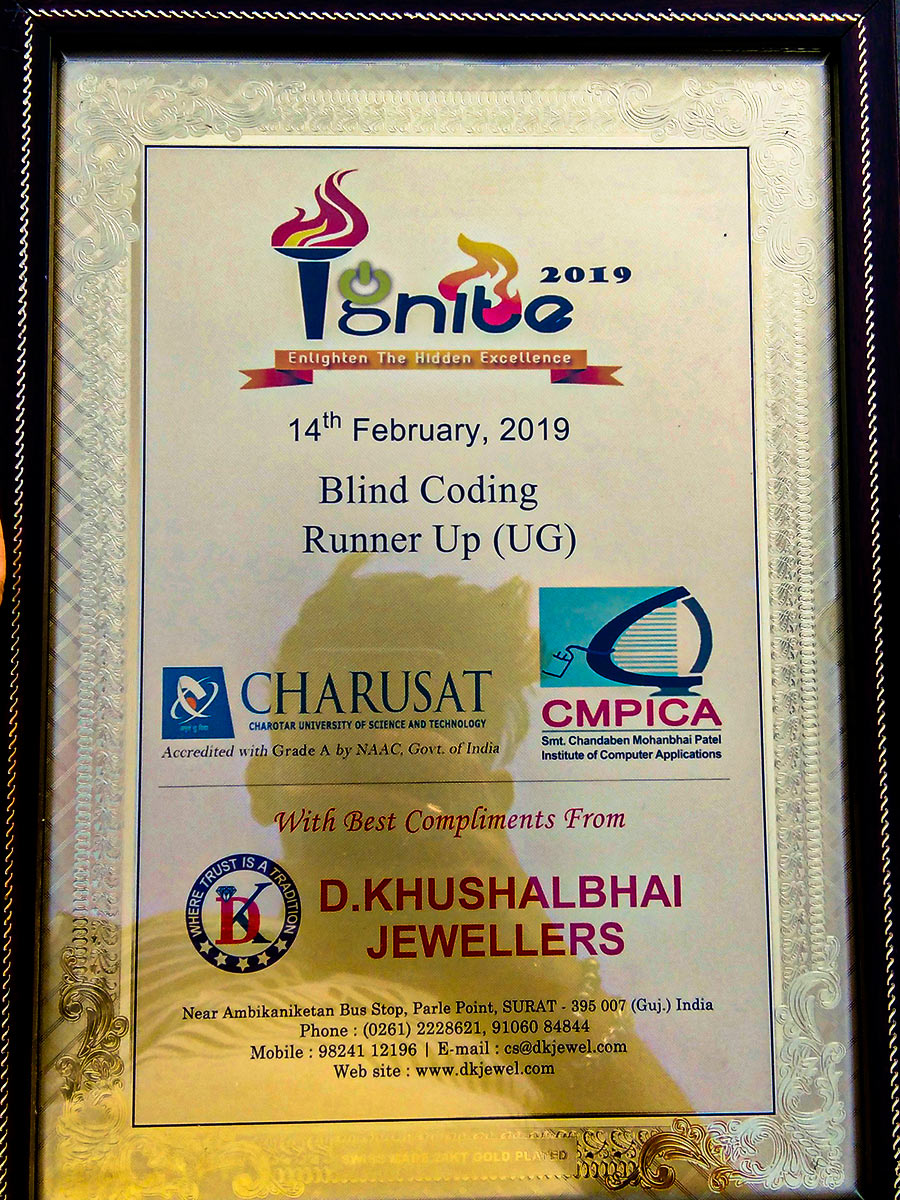 Ignite 2019
Enlighten The Hidden Excellence
14th February, 2019
Blind Coding
Runner Up (UG)
CHARUSAT
CHAROTAR UNIVERSITY OF SCIENCE AND TECHNOLOGY
Accredited with Grade A by NAAC, Govt. of India
CMPICA
Smt. Chandaben Mohanbhai Patel
Institute of Computer Applications
With Best Compliments From
WHERE TRUST IS A TRADITION
DK
D.KHUSHALBHAI
JEWELLERS
Near Ambikaniketan Bus Stop, Parle Point, SURAT - 395 007 (Guj.) India
Phone : (0261) 2228621, 91060 84844
Mobile : 98241 12196 | E-mail : cs@dkjewel.com
Web site : www.dkjewel.com
SWISS MADE 24KT GOLD PLATED